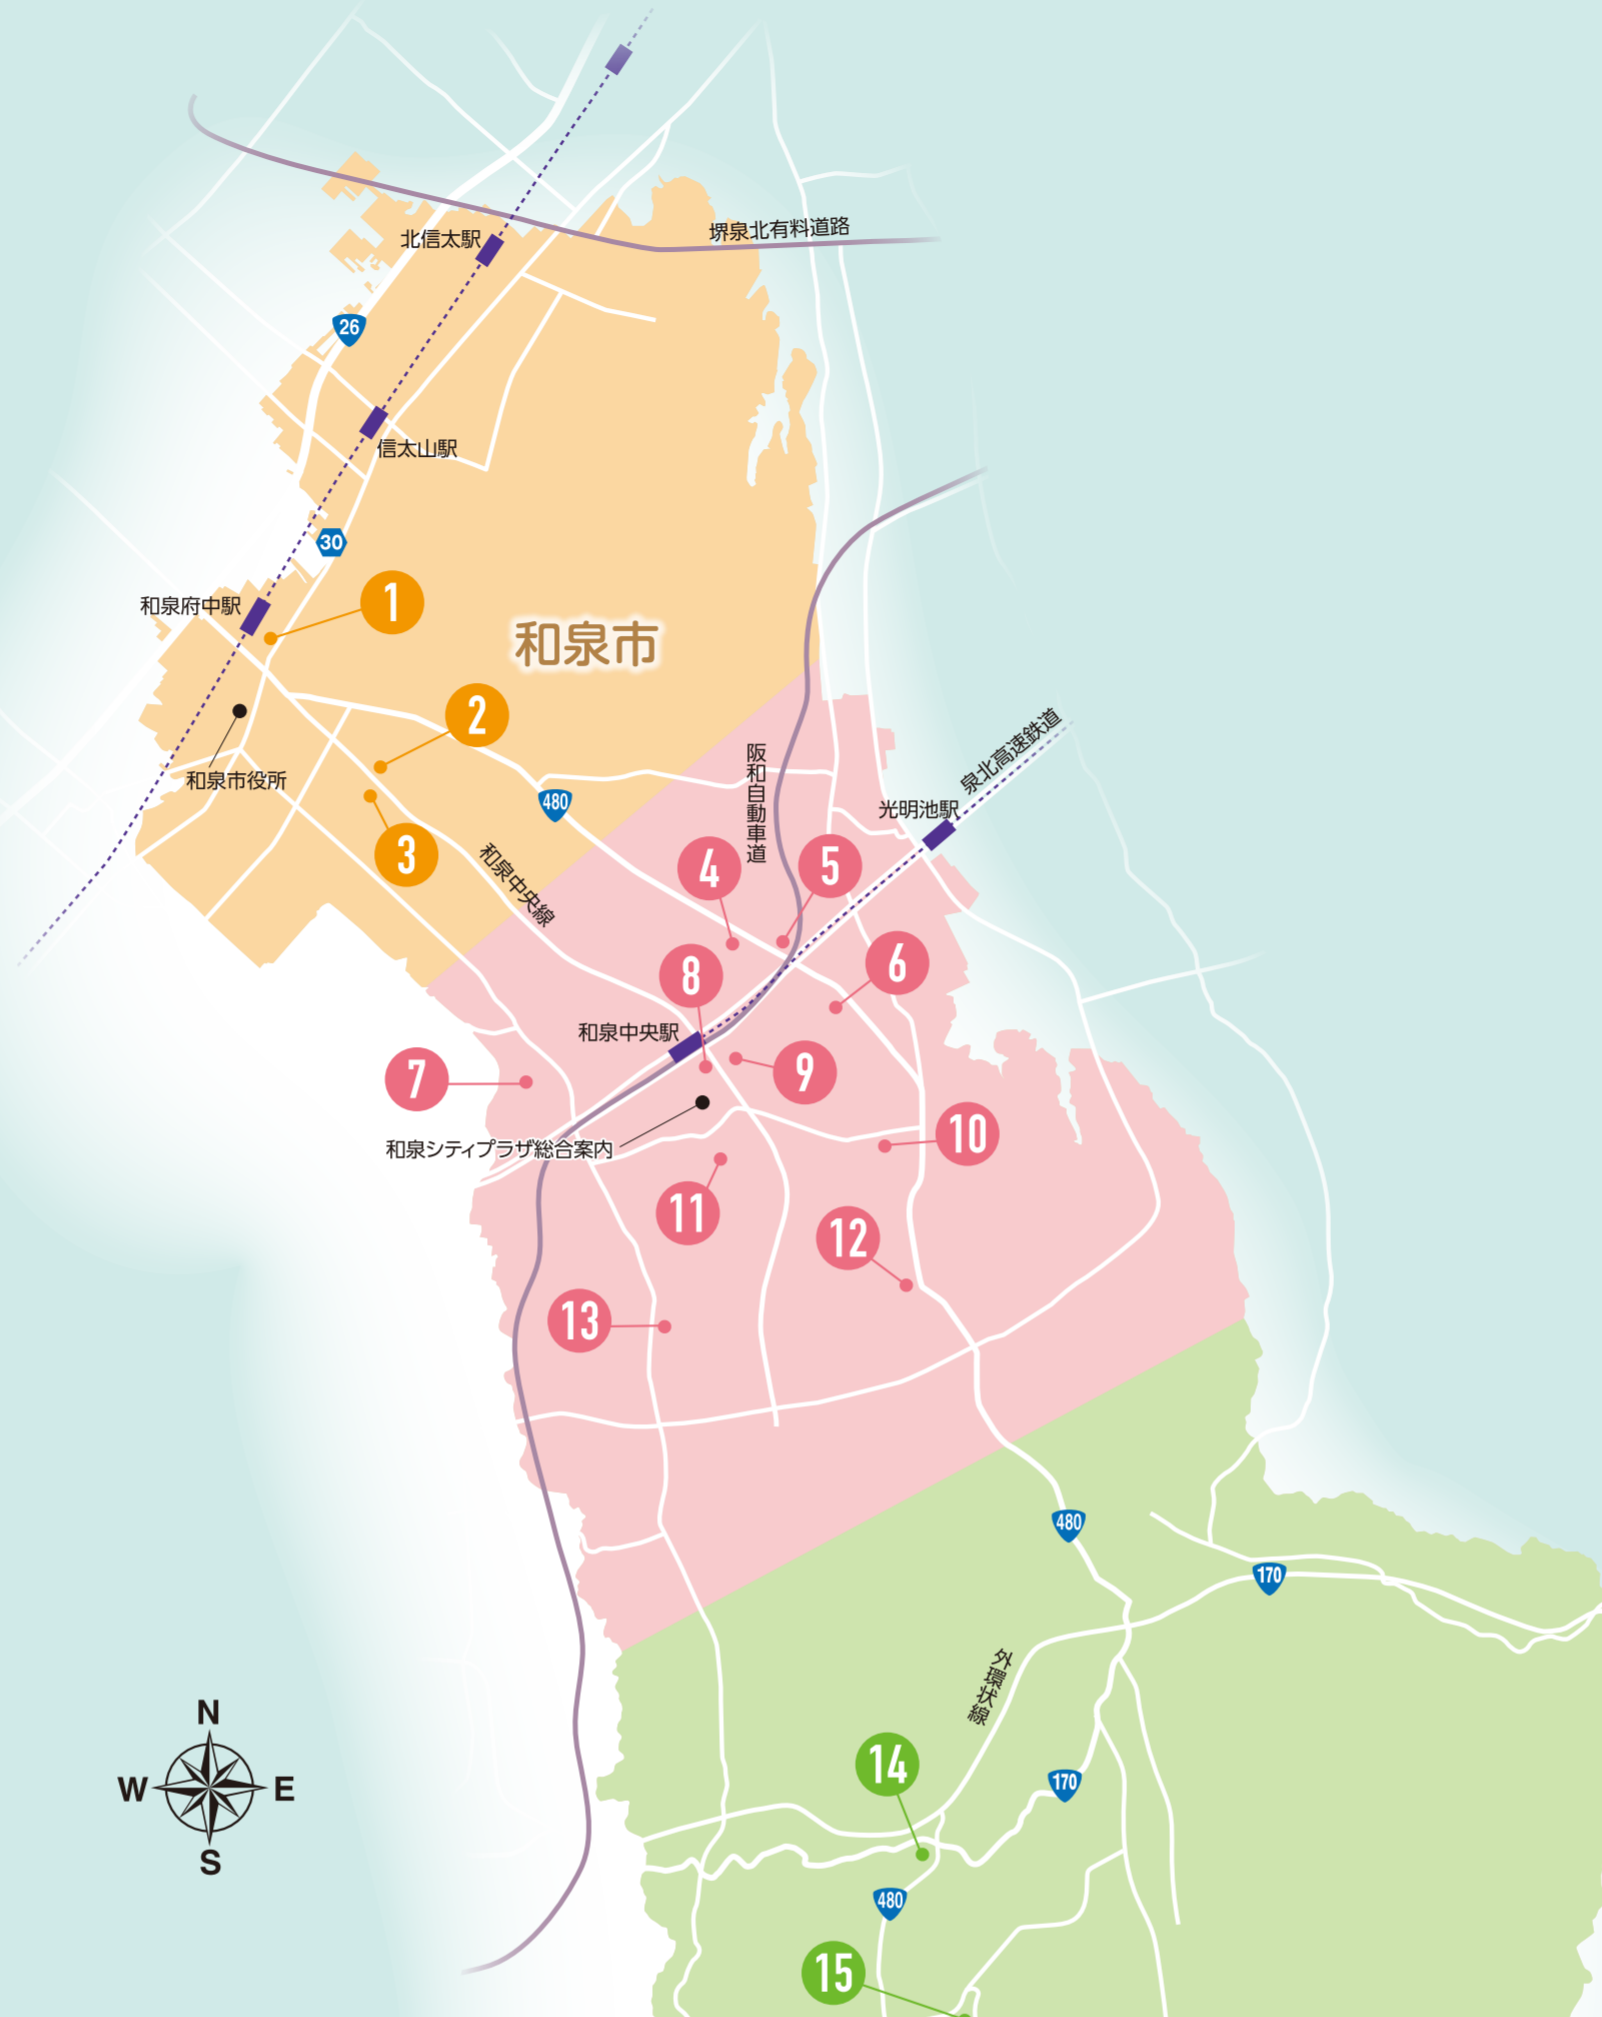 堺泉北有料道路
北信太駅
26
信太山駅
30
和泉府中駅
1
和泉市
2
阪和自動車道
泉北高速鉄道
和泉市役所
480
光明池駅
3
和泉中央線
4
5
6
8
和泉中央駅
7
9
和泉シティプラザ総合案内
10
11
12
13
480
170
外環状線
N
14
170
W
E
S
480
15